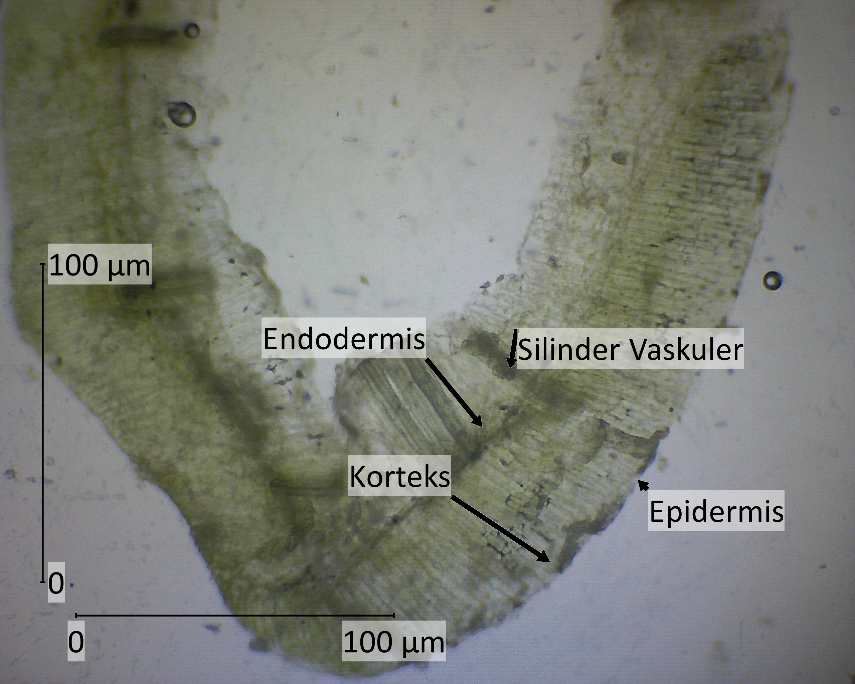 100 µm
Endodermis
Silinder Vaskuler
Korteks
Epidermis
0
0
100 µm